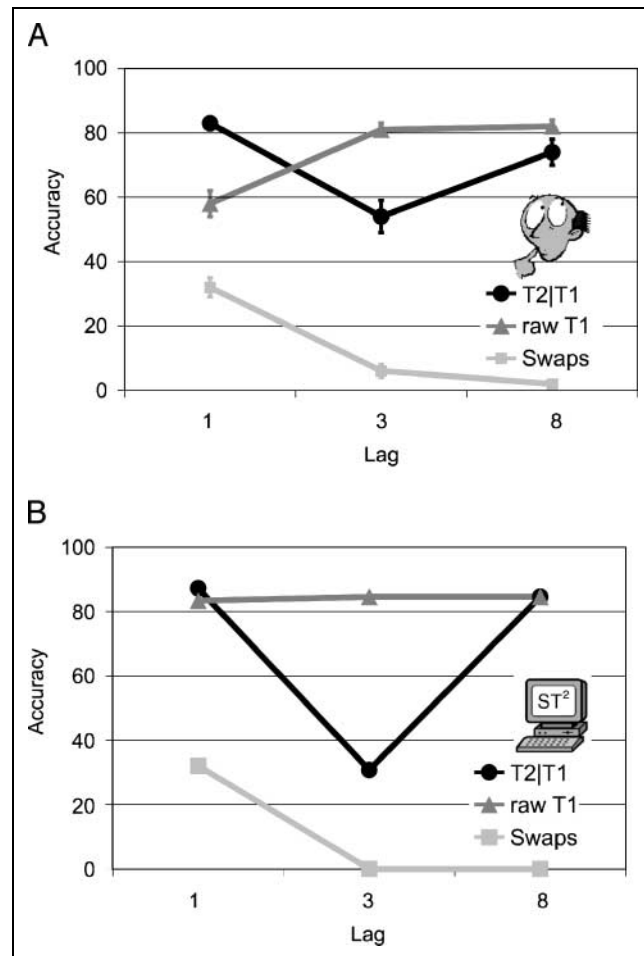 A
100
80
60
40
20
0
Accuracy
T2|T1
raw T1
Swaps
1 3 8
Lag
B
100
80
60
40
20
0
Accuracy
ST²
T2|T1
raw T1
Swaps
1 3 8
Lag